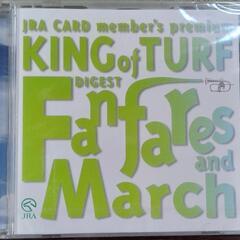 JRA CARD member's premium
KING of TURF
DIGEST
Fanfares
and
March
JRA